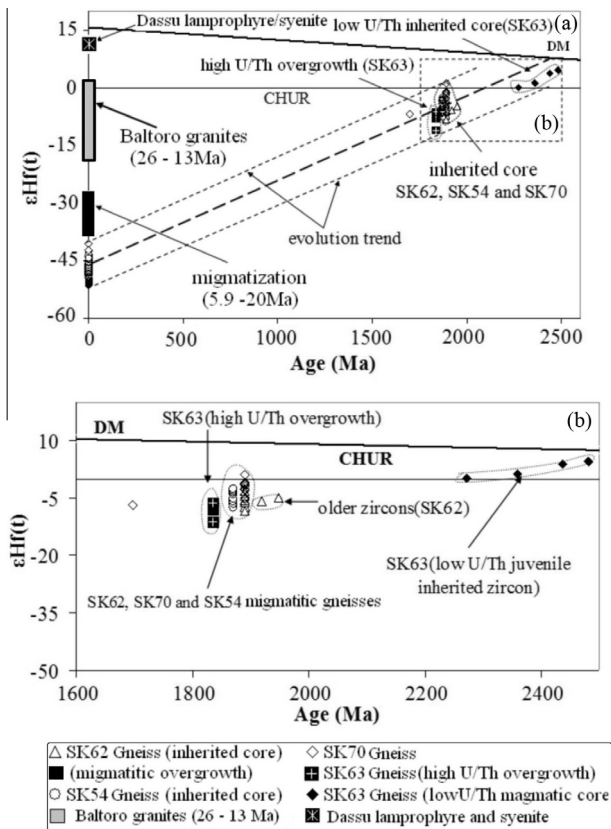 Dassu lamprophyre/syenite
low U/Th inherited core(SK63)
(a)
DM
high U/Th overgrowth (SK63)
CHUR
Baltoro granites
(26 - 13Ma)
(b)
inherited core
SK62, SK54 and SK70
evolution trend
migmatization
(5.9 -20Ma)
εHf(t)
15
0
-15
-30
-45
-60
0
500
1000
1500
2000
2500
Age (Ma)
(b)
SK63(high U/Th overgrowth)
DM
CHUR
older zircons(SK62)
SK63(low U/Th juvenile
inherited zircon)
SK62, SK70 and SK54 migmatitic gneisses
εHf(t)
10
-5
-20
-35
-50
1600
1800
2000
2200
2400
Age (Ma)
SK62 Gneiss (inherited core)
SK70 Gneiss
(migmatitic overgrowth)
SK63 Gneiss(high U/Th overgrowth)
SK54 Gneiss (inherited core)
SK63 Gneiss (lowU/Th magmatic core
Baltoro granites (26 - 13 Ma)
Dassu lamprophyre and syenite